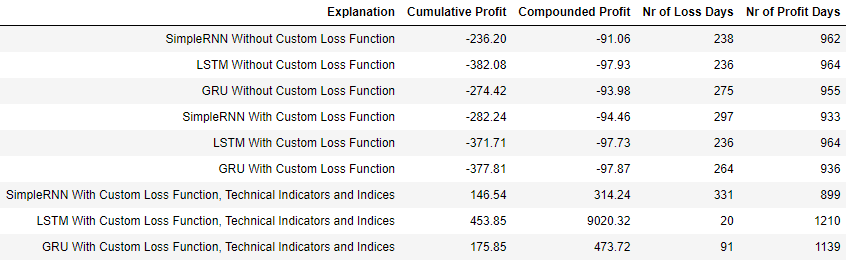 Explanation Cumulative Profit Compounded Profit Nr of Loss Days Nr of Profit Days
SimpleRNN Without Custom Loss Function -236.20 -91.06 238 962
LSTM Without Custom Loss Function -382.08 -97.93 236 964
GRU Without Custom Loss Function -274.42 -93.98 275 955
SimpleRNN With Custom Loss Function -282.24 -94.46 297 933
LSTM With Custom Loss Function -371.71 -97.73 236 964
GRU With Custom Loss Function -377.81 -97.87 264 936
SimpleRNN With Custom Loss Function, Technical Indicators and Indices 146.54 314.24 331 899
LSTM With Custom Loss Function, Technical Indicators and Indices 453.85 9020.32 20 1210
GRU With Custom Loss Function, Technical Indicators and Indices 175.85 473.72 91 1139